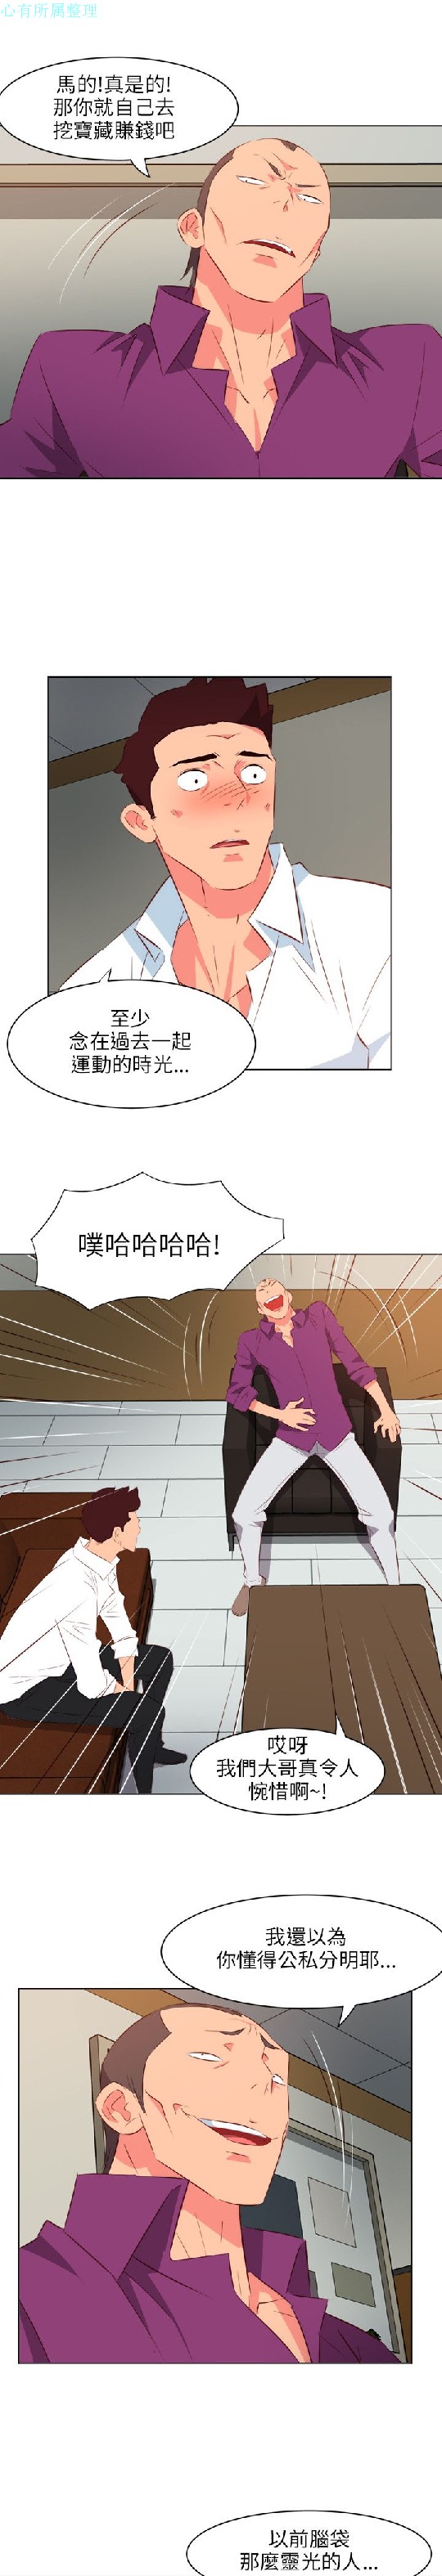 心有所属整理
馬的!真是的!
那你就自己去
挖寶藏賺錢吧
至少
念在過去一起
運動的時光...
噗哈哈哈哈!
哎呀
我們大哥真令人
惋惜啊~!
我還以為
你懂得公私分明耶...
以前腦袋
那麼靈光的人...